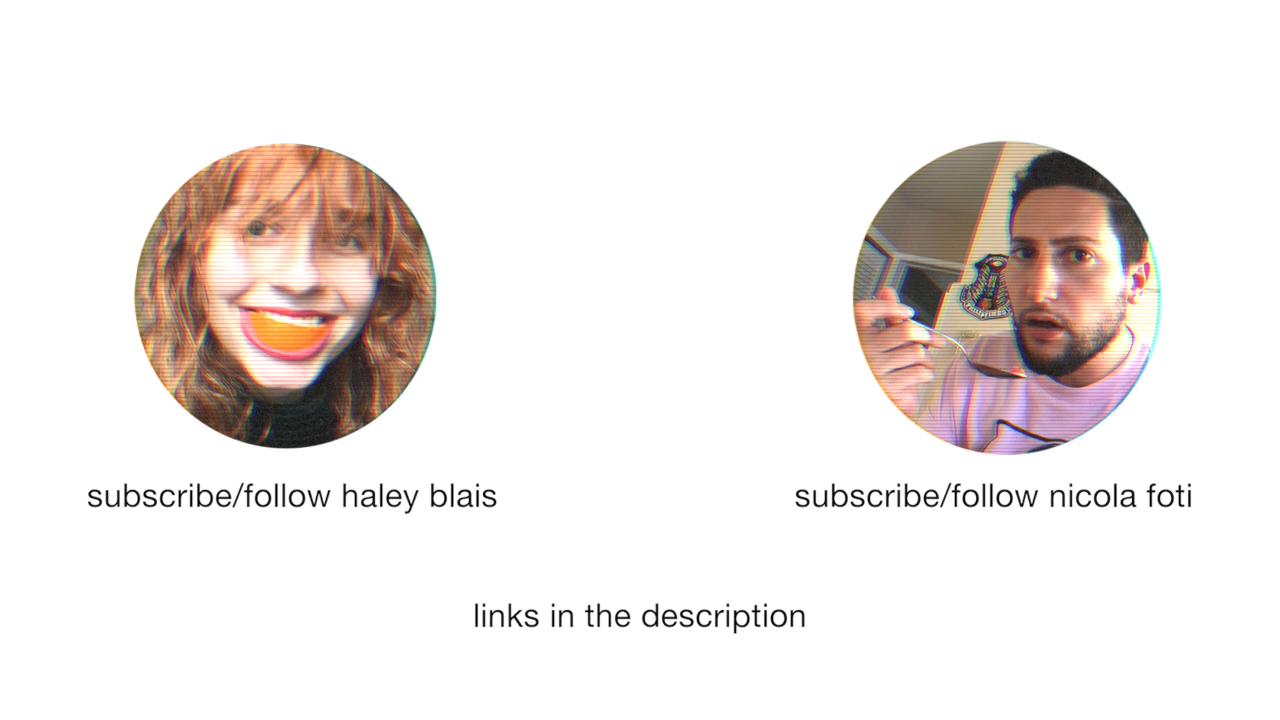 subscribe/follow haley blais
subscribe/follow nicola foti
links in the description